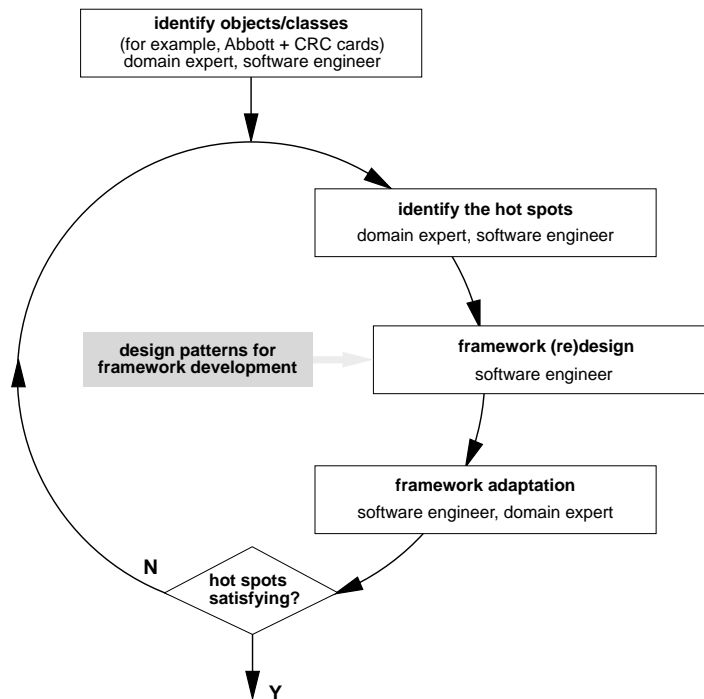 identify objects/classes
(for example, Abbott + CRC cards)
domain expert, software engineer
identify the hot spots
domain expert, software engineer
design patterns for
framework development
framework (re)design
software engineer
framework adaptation
software engineer, domain expert
N
hot spots
satisfying?
Y